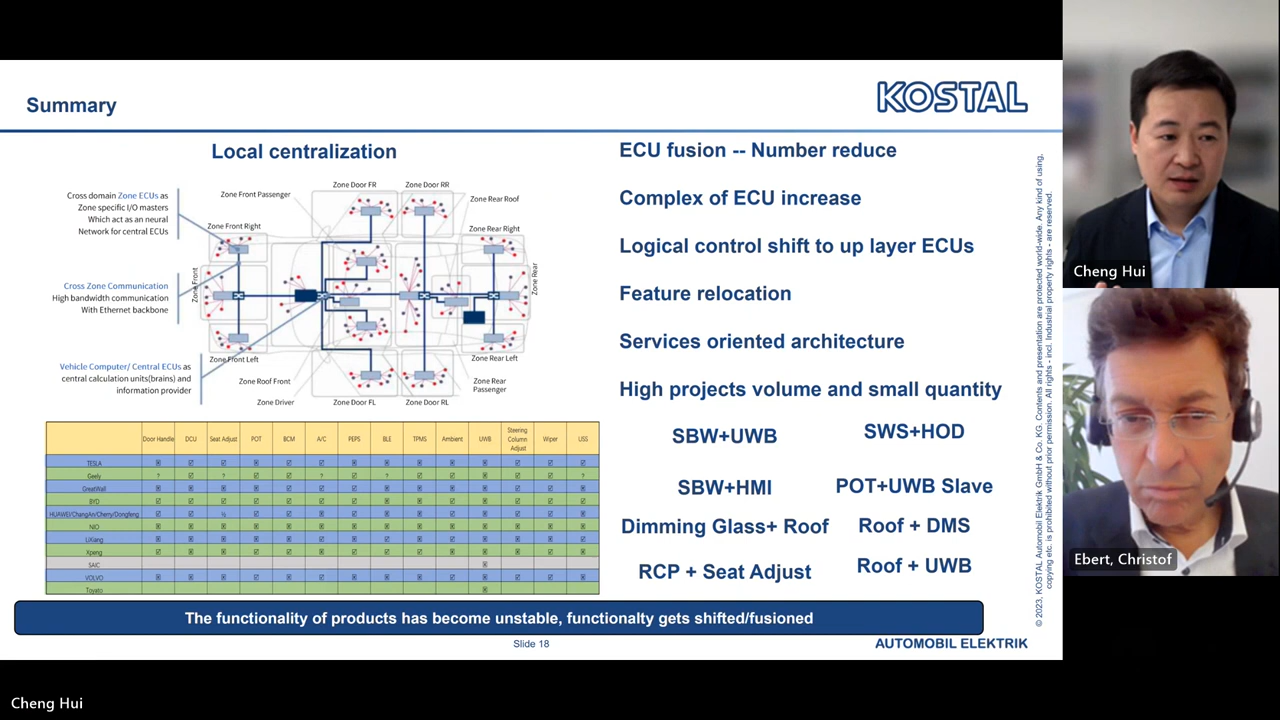 Summary
KOSTAL
Local centralization
Cross domain Zone ECUs as
Zone specific I/O masters
Which act as an neural
Network for central ECUs
Cross Zone Communication
High bandwidth communication
With Ethernet backbone
Vehicle Computer/ Central ECUs as
central calculation units(brains) and
information provider
Zone Front Passenger
Zone Door FR
Zone Door RR
Zone Rear Roof
Zone Front Right
Zone Rear Right
Zone Front
Zone Rear
Zone Front Left
Zone Rear Left
Zone Roof Front
Zone Rear
Passenger
Zone Driver
Zone Door FL
Zone Door RL
Door Handle DCU Seat Adjust POT BCM A/C PEPS BLE TPMS Ambient UWB Steering Column Adjust Wiper USS
TESLA
Geely ? ? ? ? ?
GreatWall
BYD
HUAWEI/ChangAn/Cherry/Dongfeng
NIO
LiXiang
Xpeng
SAIC
VOLVO
Toyato
ECU fusion -- Number reduce
Complex of ECU increase
Logical control shift to up layer ECUs
Feature relocation
Services oriented architecture
High projects volume and small quantity
SBW+UWB
SWS+HOD
SBW+HMI
POT+UWB Slave
Dimming Glass+ Roof
Roof + DMS
RCP + Seat Adjust
Roof + UWB
The functionality of products has become unstable, functionalty gets shifted/fusioned
Slide 18
AUTOMOBIL ELEKTRIK
© 2023, KOSTAL Automobil Elektrik GmbH & Co. KG. Contents and presentation are protected world-wide. Any kind of using,
copying etc. is prohibited without prior permission. All rights - incl. Industrial property rights - are reserved.
Cheng Hui
Ebert, Christof
Cheng Hui